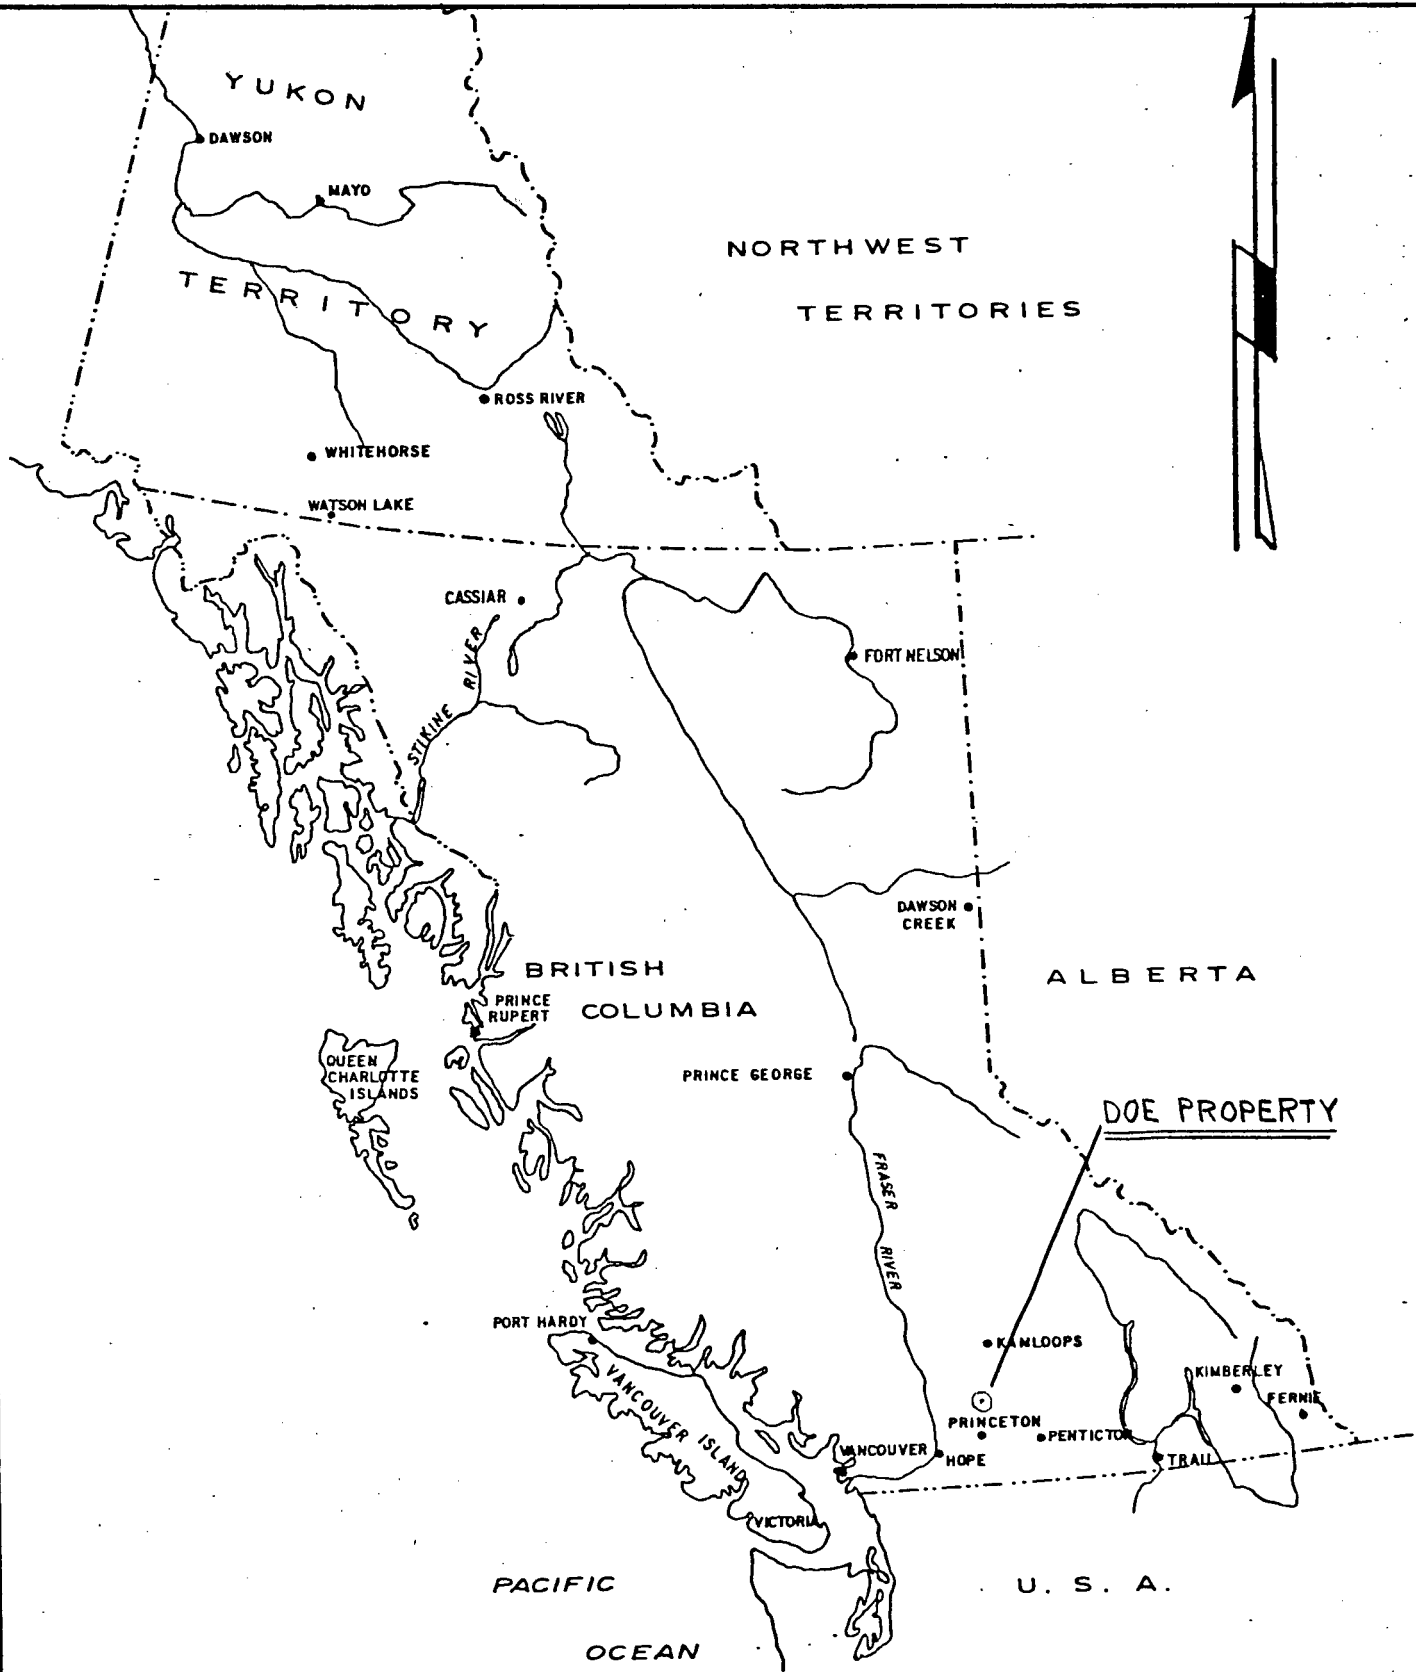 YUKON
DAWSON
MAYO
NORTHWEST
TERRITORY
TERRITORIES
ROSS RIVER
WHITEHORSE
WATSON LAKE
CASSIAR
STIKINE RIVER
FORT NELSON
DAWSON
CREEK
BRITISH
COLUMBIA
ALBERTA
PRINCE
RUPERT
QUEEN
CHARLOTTE
ISLANDS
PRINCE GEORGE
DOE PROPERTY
FRASER RIVER
PORT HARDY
VANCOUVER ISLAND
KAMLOOPS
KIMBERLEY
FERNIE
PRINCETON
PENTICTON
VANCOUVER
HOPE
TRAIL
VICTORIA
PACIFIC
OCEAN
U. S. A.